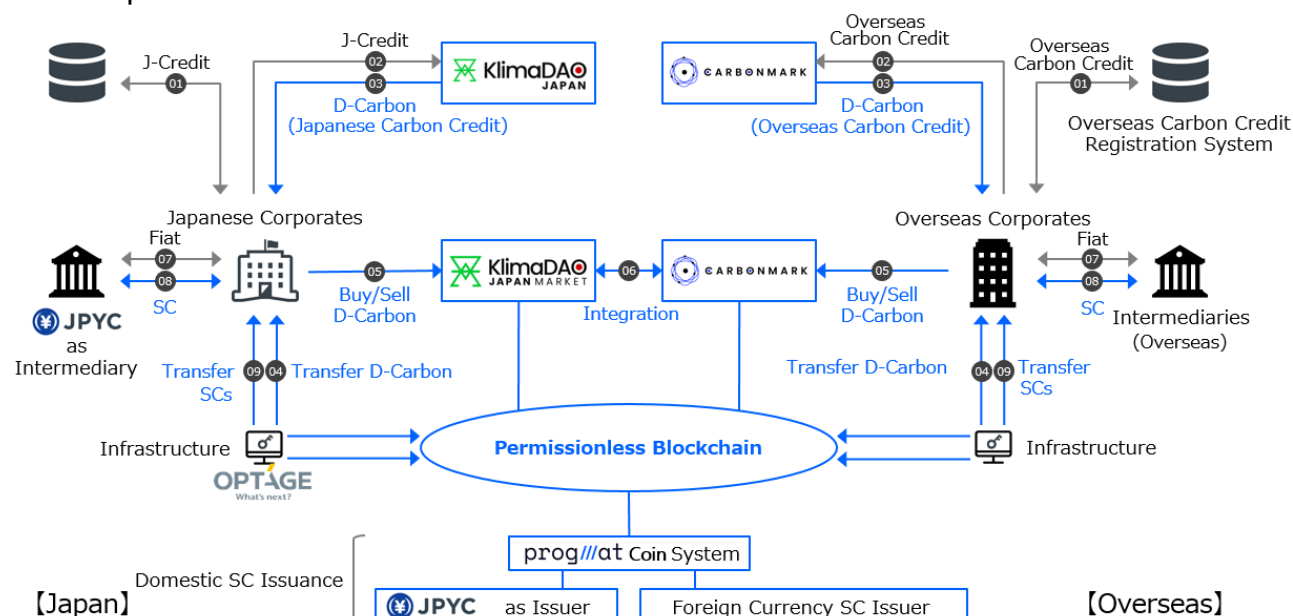 J-Credit
01
J-Credit
02
03
D-Carbon
(Japanese Carbon Credit)
KlimaDAO
JAPAN
CARBONMARK
Overseas
Carbon Credit
02
03
D-Carbon
(Overseas Carbon Credit)
Overseas
Carbon Credit
01
Overseas Carbon Credit
Registration System
Japanese Corporates
Overseas Corporates
Fiat
07
08
SC
JPYC
as
Intermediary
05
Buy/Sell
D-Carbon
KlimaDAO
JAPAN MARKET
06
Integration
CARBONMARK
05
Buy/Sell
D-Carbon
Fiat
07
08
SC
Intermediaries
(Overseas)
Transfer
SCs
09
04
Transfer D-Carbon
Transfer D-Carbon
04
09
Transfer
SCs
Infrastructure
OPTAGE
What's next?
Permissionless Blockchain
Infrastructure
progmat Coin System
Domestic SC Issuance
JPYC as Issuer
Foreign Currency SC Issuer
【Japan】
【Overseas】